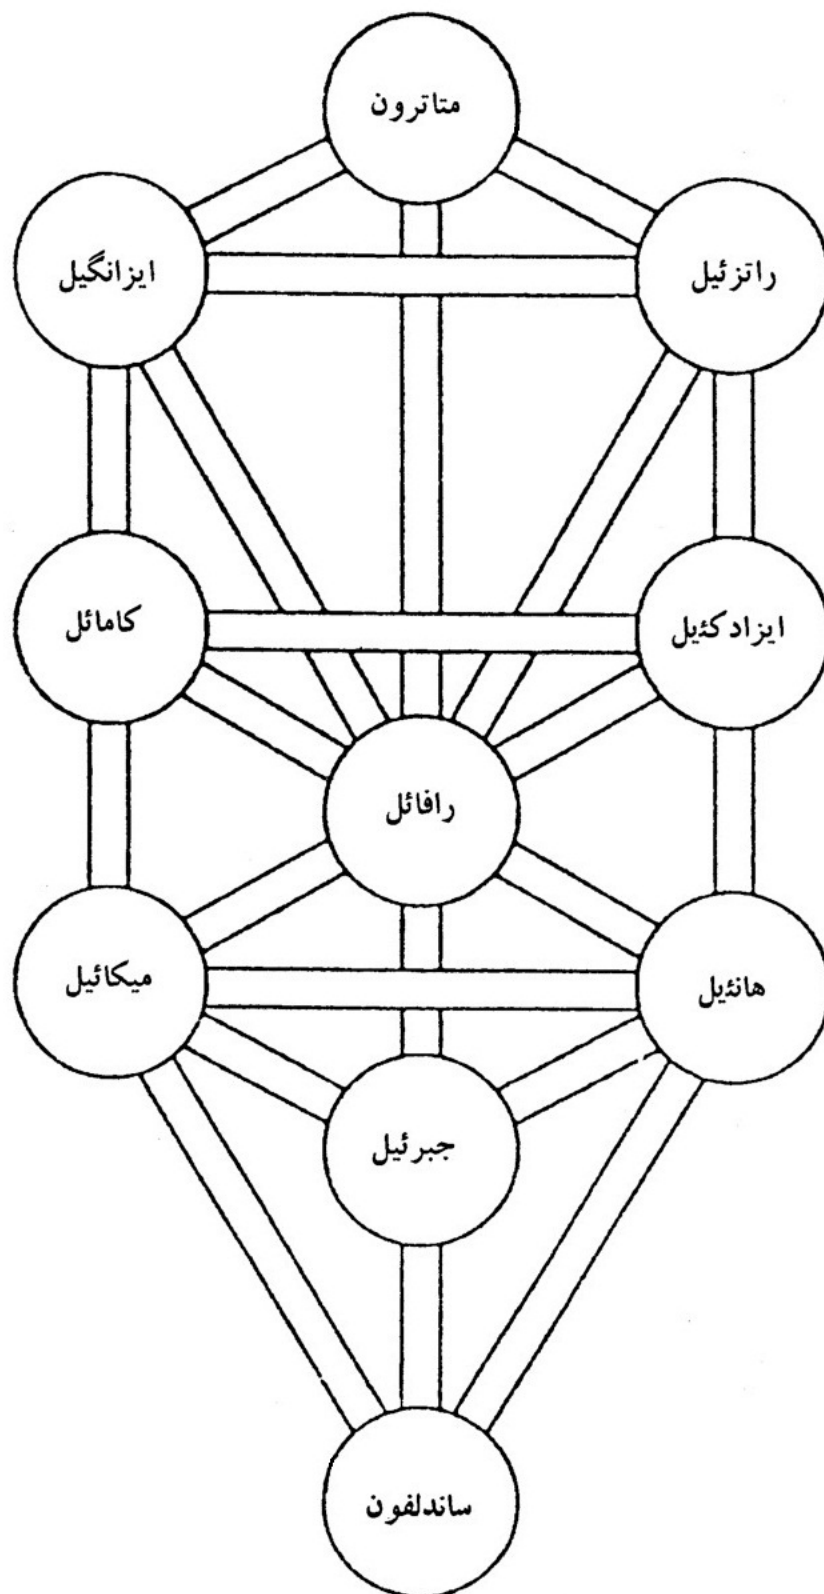 متاترون
راتزئیل
ایزانگیل
ایزادکئیل
کامائل
رافائل
هانئیل
میکائیل
جبرئیل
ساندلفون